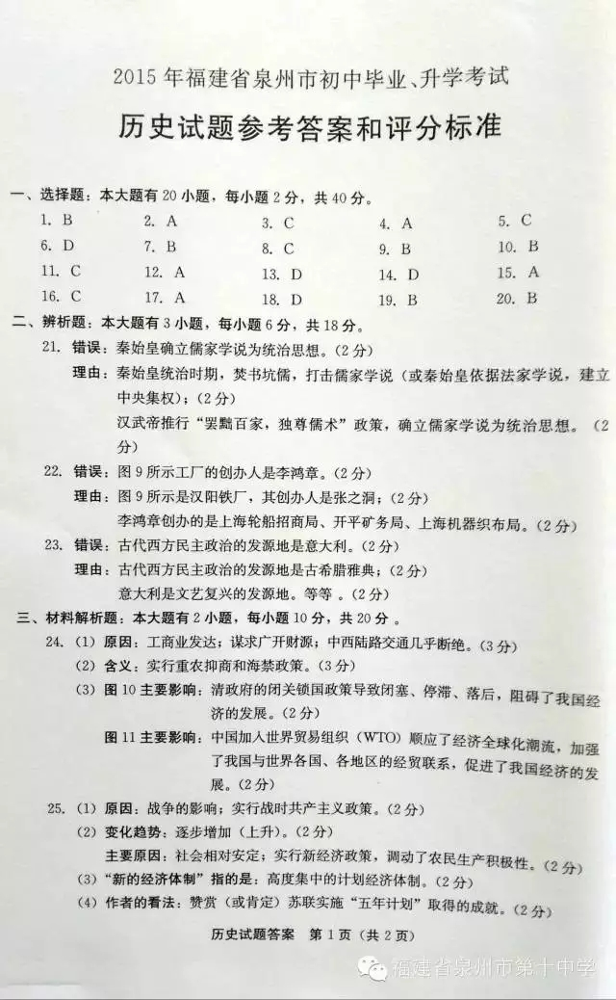 2015年福建省泉州市初中毕业、升学考试
历史试题参考答案和评分标准
一、选择题：本大题有20小题，每小题2分，共40分。
1. B 2. A 3. C 4. A 5. C
6. D 7. B 8. C 9. B 10. B
11. C 12. A 13. D 14. D 15. A
16. C 17. A 18. D 19. B 20. B
二、辨析题：本大题有3小题，每小题6分，共18分。
21. 错误：秦始皇确立儒家学说为统治思想。（2分）
理由：秦始皇统治时期，焚书坑儒，打击儒家学说（或秦始皇依据法家学说，建立
中央集权）；（2分）
汉武帝推行“罢黜百家，独尊儒术”政策，确立儒家学说为统治思想。（2
分）
22. 错误：图9所示工厂的创办人是李鸿章。（2分）
理由：图9所示是汉阳铁厂，其创办人是张之洞；（2分）
李鸿章创办的是上海轮船招商局、开平矿务局、上海机器织布局。（2分）
23. 错误：古代西方民主政治的发源地是意大利。（2分）
理由：古代西方民主政治的发源地是古希腊雅典；（2分）
意大利是文艺复兴的发源地。等等 。（2分）
三、材料解析题：本大题有2小题，每小题10分，共20分 。
24.（1）原因：工商业发达；谋求广开财源；中西陆路交通几乎断绝。（3分）
（2）含义：实行重农抑商和海禁政策。（3分）
（3）图10主要影响：清政府的闭关锁国政策导致闭塞、停滞、落后，阻碍了我国经
济的发展。（2分）
图11主要影响：中国加入世界贸易组织（WTO）顺应了经济全球化潮流，加强
了我国与世界各国、各地区的经贸联系，促进了我国经济的发
展。（2分）
25.（1）原因：战争的影响；实行战时共产主义政策。（2分）
（2）变化趋势：逐步增加（上升）。（2分）
主要原因：社会相对安定；实行新经济政策，调动了农民生产积极性。（2分）
（3）“新的经济体制”指的是：高度集中的计划经济体制。（2分）
（4）作者的看法：赞赏（或肯定）苏联实施“五年计划”取得的成就。（2分）
历史试题答案 第1页（共2页）
福建省泉州市第十中学